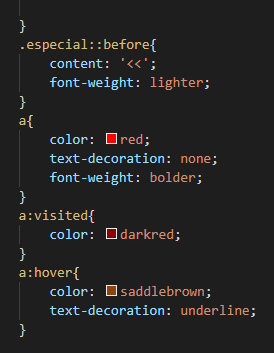 }
.especial::before{
    content: '<<';
    font-weight: lighter;
}
a{
    color: red;
    text-decoration: none;
    font-weight: bolder;
}
a:visited{
    color: darkred;
}
a:hover{
    color: saddlebrown;
    text-decoration: underline;
}